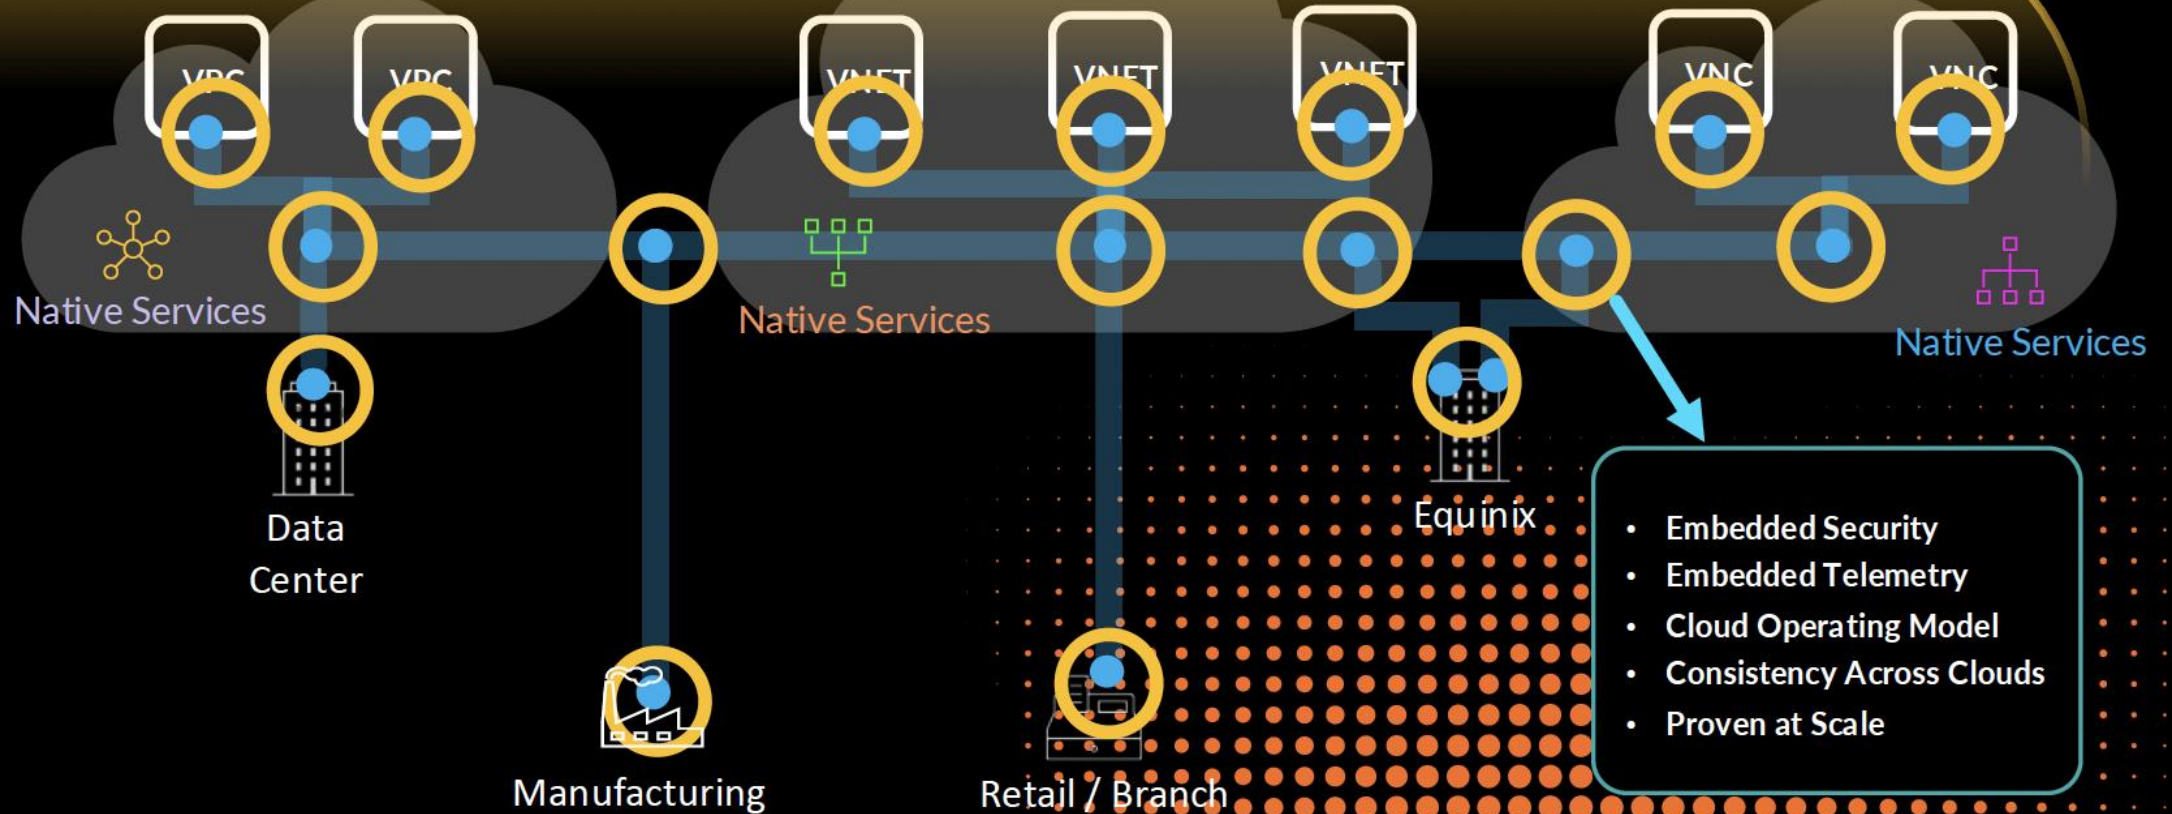 VPC
VPC
VNET
VNET
VNET
VNC
VNC
Native Services
Native Services
Native Services
Data
Center
Equinix
Manufacturing
Retail / Branch
• Embedded Security
• Embedded Telemetry
• Cloud Operating Model
• Consistency Across Clouds
• Proven at Scale